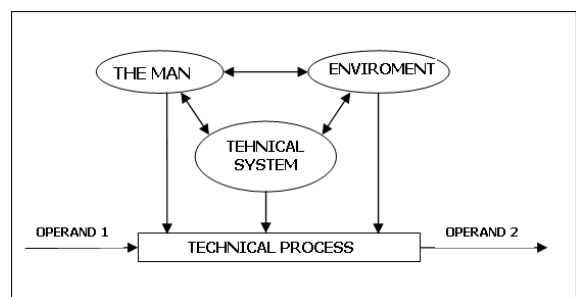 THE MAN
ENVIROMENT
TEHNICAL
SYSTEM
OPERAND 1
OPERAND 2
TECHNICAL PROCESS